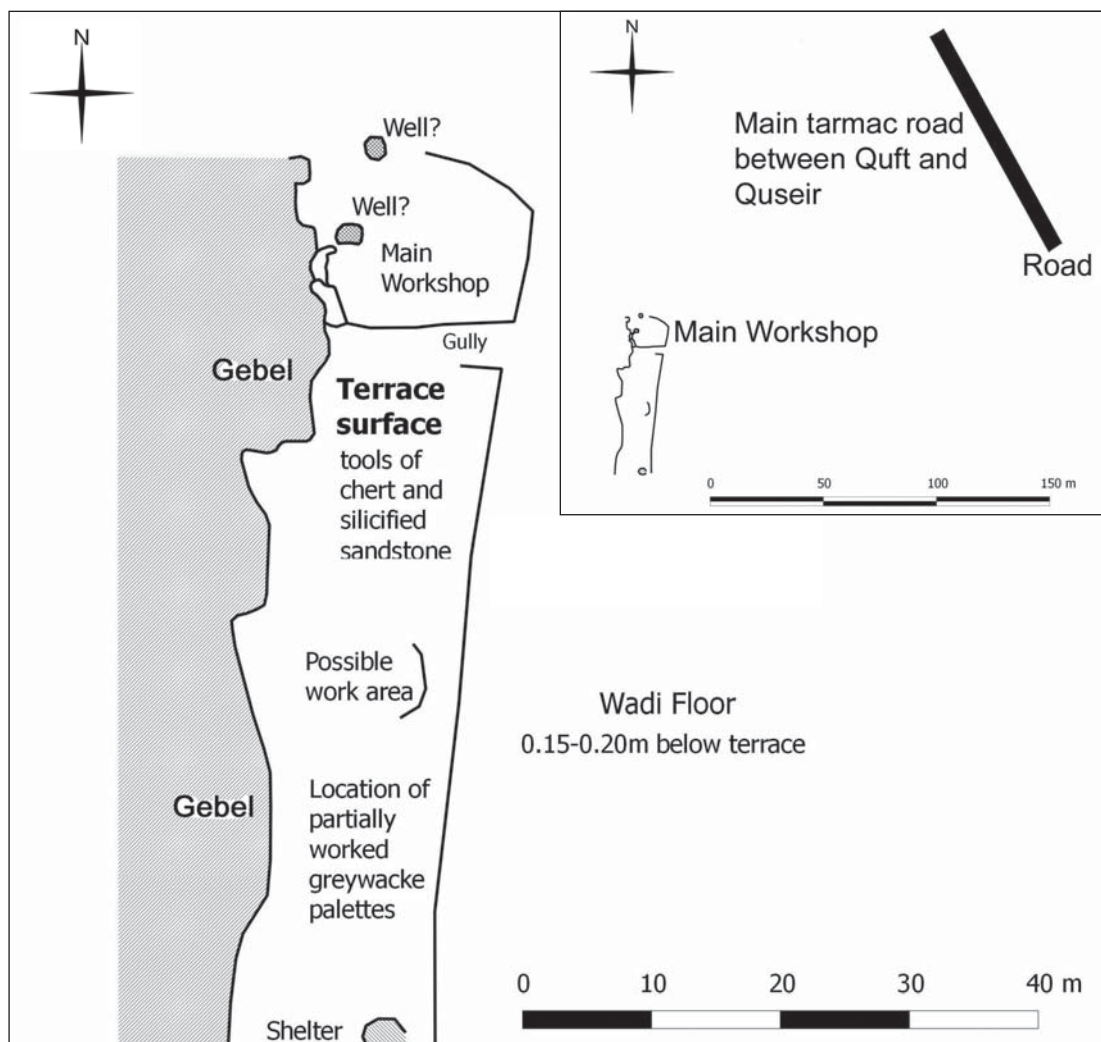 N
Well?
Well?
Main
Workshop
Gully
Gebel
Terrace
surface
tools of
chert and
silicified
sandstone
Possible
work area
Wadi Floor
0.15-0.20m below terrace
Gebel
Location of
partially
worked
greywacke
palettes
Shelter
0 10 20 30 40 m
N
Main tarmac road
between Quft and
Quseir
Road
Main Workshop
0 50 100 150 m